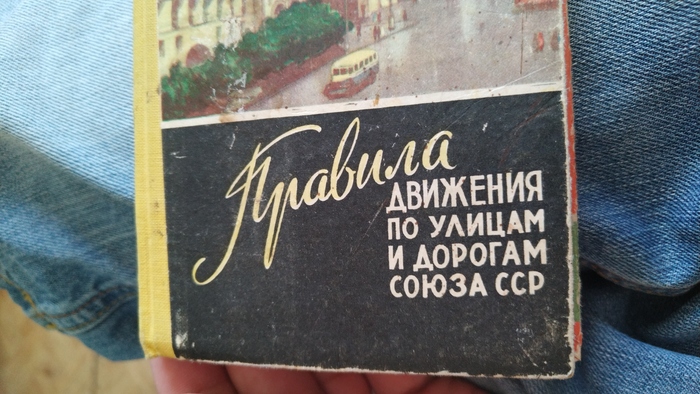 Правила
ДВИЖЕНИЯ
ПО УЛИЦАМ
И ДОРОГАМ
СОЮЗА ССР